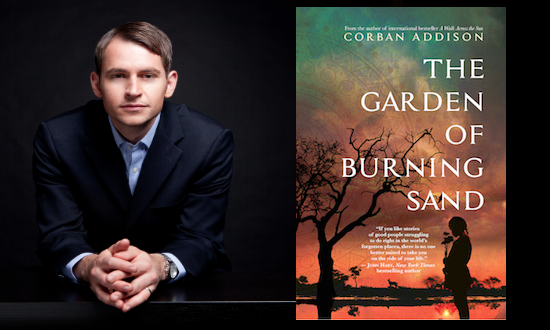 From the author of international bestseller A Walk Across the Sun
CORBAN ADDISON
THE
GARDEN
OF
BURNING
SAND
"If you like stories
of good people struggling
to do right in the world's
forgotten places, there is no one
better suited to take you
on the ride of your life."
— JOHN HART, New York Times
bestselling author